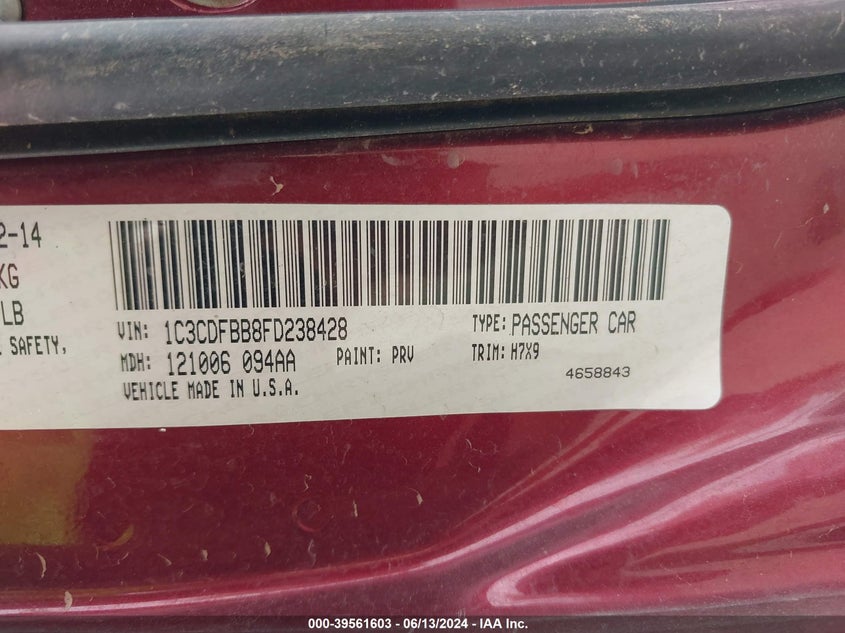 2-14
KG
LB
SAFETY,
VIN: 1C3CDFBB8FD238428 TYPE: PASSENGER CAR
MDH: 121006 094AA PAINT: PRV TRIM: H7X9
VEHICLE MADE IN U.S.A. 4658843
000-39561603 - 06/13/2024 - IAA Inc.